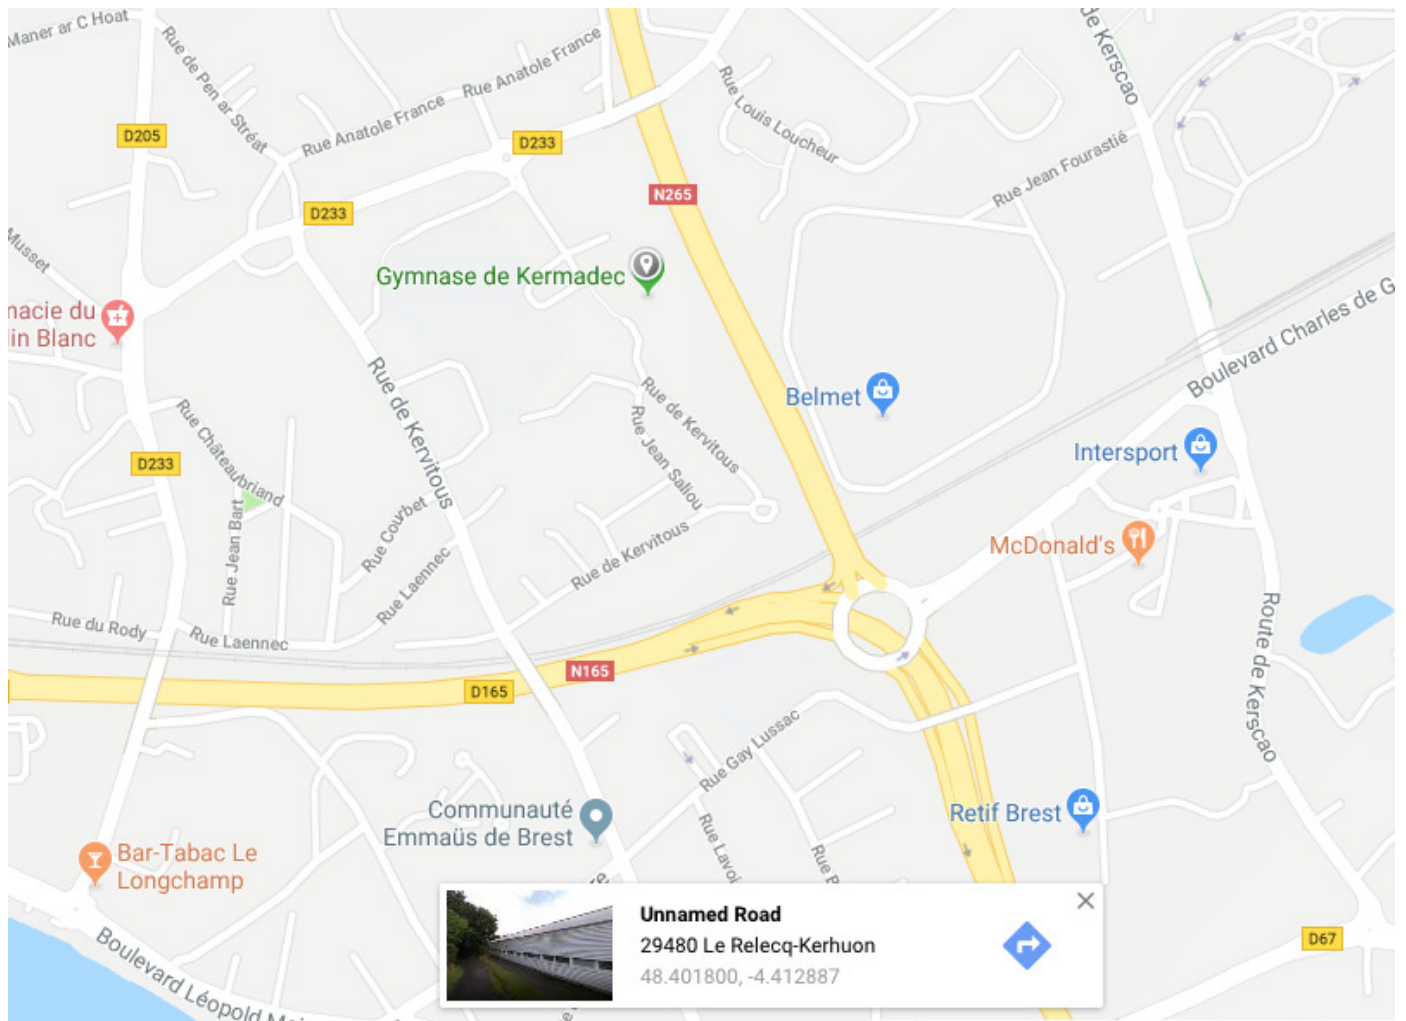 Maner ar C Hoat
D205
Rue de Pen ar Stréat
Rue Anatole France
Rue Anatole France
D233
D233
N265
Rue Louis Loucheur
de Kerscao
Rue Jean Fourastié
Musset
Gymnase de Kermadec
nacie du
lin Blanc
Boulevard Charles de G
Rue de Kervitous
Belmet
Rue Châteaubriand
Rue de Kervitous
Rue Jean Saliou
Intersport
D233
Rue Jean Bart
Rue Courbet
McDonald's
Rue de Kervitous
Rue Laennec
Rue du Rody
Rue Laennec
N165
D165
Route de Kerscao
Rue Gay Lussac
Communauté
Emmaüs de Brest
Retif Brest
Rue Lavoi
Rue
Bar-Tabac Le
Longchamp
Unnamed Road
29480 Le Relecq-Kerhuon
48.401800, -4.412887
D67
Boulevard Léopold